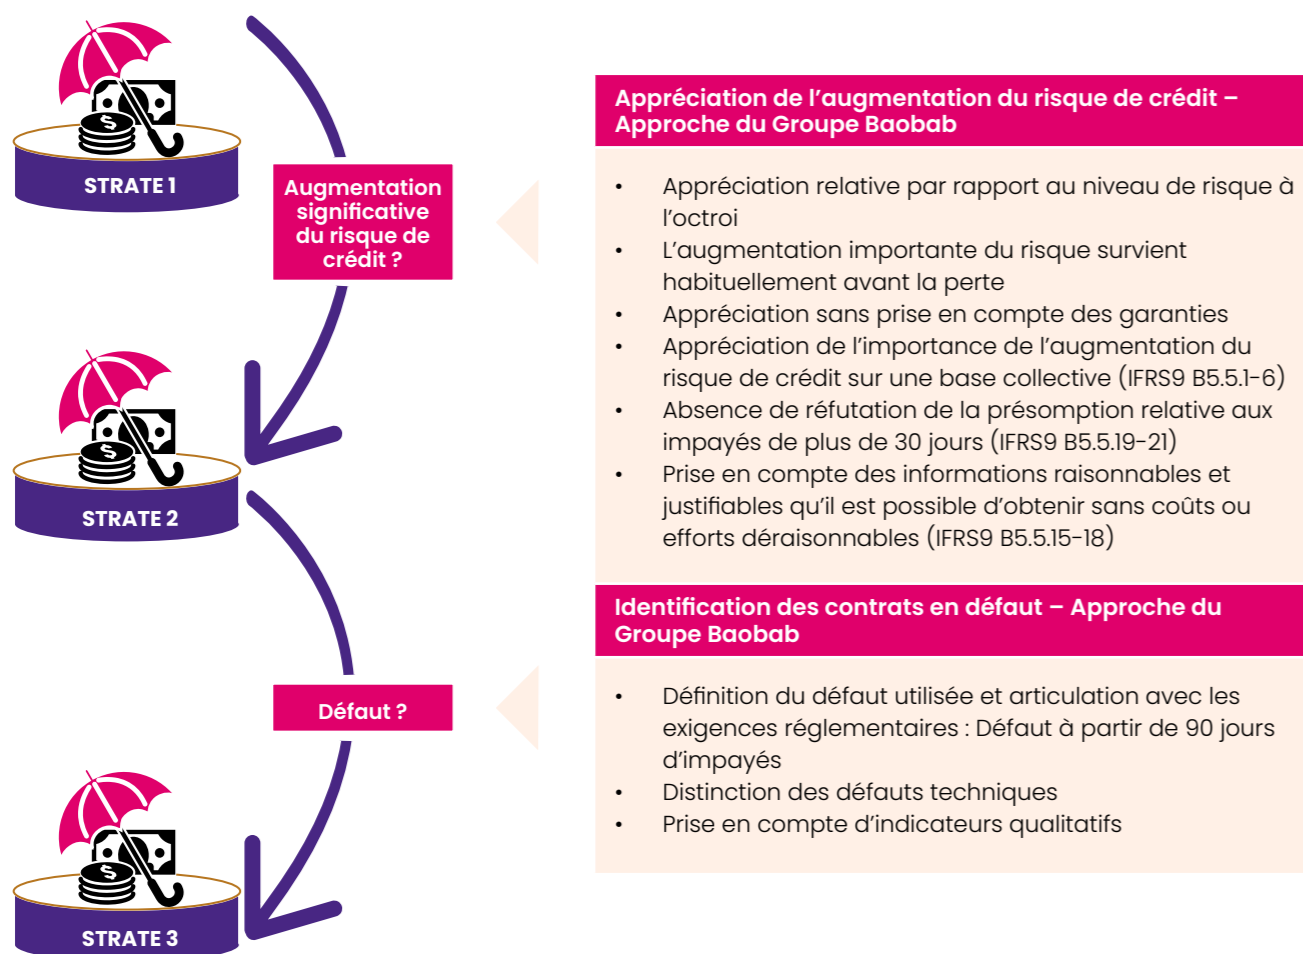 STRATE 1
Augmentation
significative
du risque de
crédit ?
STRATE 2
Défaut ?
STRATE 3
Appréciation de l’augmentation du risque de crédit –
Approche du Groupe Baobab
• Appréciation relative par rapport au niveau de risque à
l’octroi
• L’augmentation importante du risque survient
habituellement avant la perte
• Appréciation sans prise en compte des garanties
• Appréciation de l’importance de l’augmentation du
risque de crédit sur une base collective (IFRS9 B5.5.1-6)
• Absence de réfutation de la présomption relative aux
impayés de plus de 30 jours (IFRS9 B5.5.19-21)
• Prise en compte des informations raisonnables et
justifiables qu’il est possible d’obtenir sans coûts ou
efforts déraisonnables (IFRS9 B5.5.15-18)
Identification des contrats en défaut – Approche du
Groupe Baobab
• Définition du défaut utilisée et articulation avec les
exigences réglementaires : Défaut à partir de 90 jours
d’impayés
• Distinction des défauts techniques
• Prise en compte d’indicateurs qualitatifs